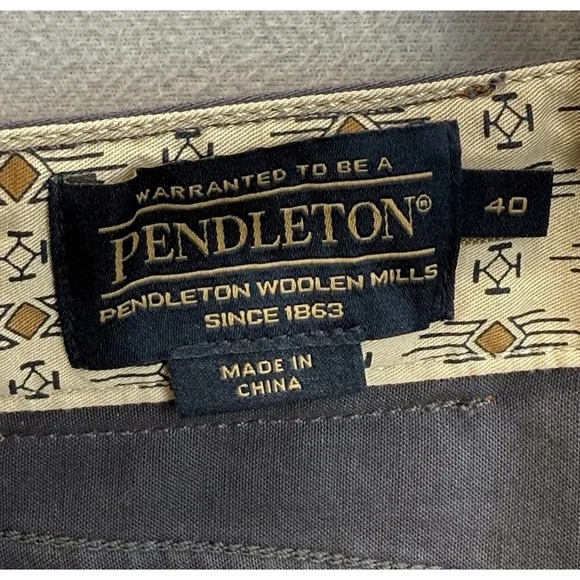 WARRANTED TO BE A
PENDLETON®
PENDLETON WOOLEN MILLS
SINCE 1863
40
MADE IN
CHINA